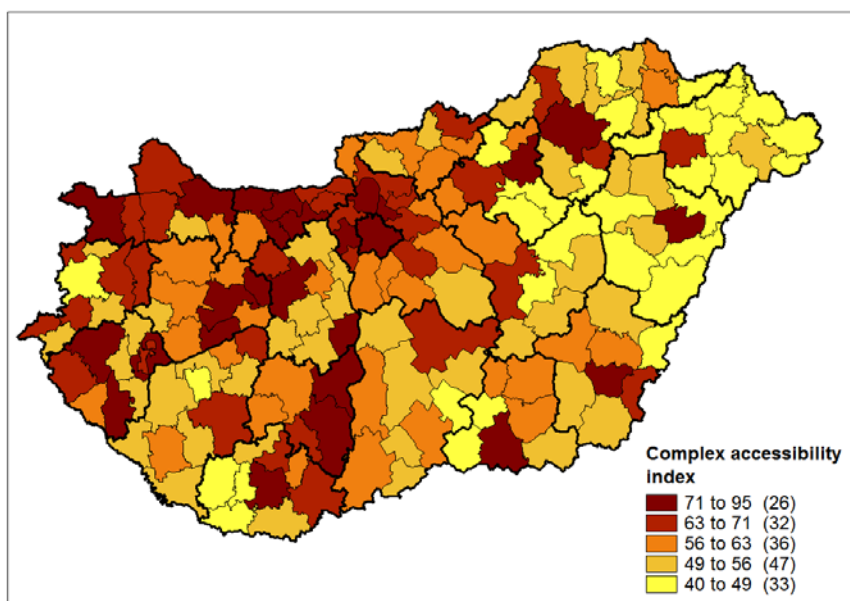 Complex accessibility
index
71 to 95 (26)
63 to 71 (32)
56 to 63 (36)
49 to 56 (47)
40 to 49 (33)